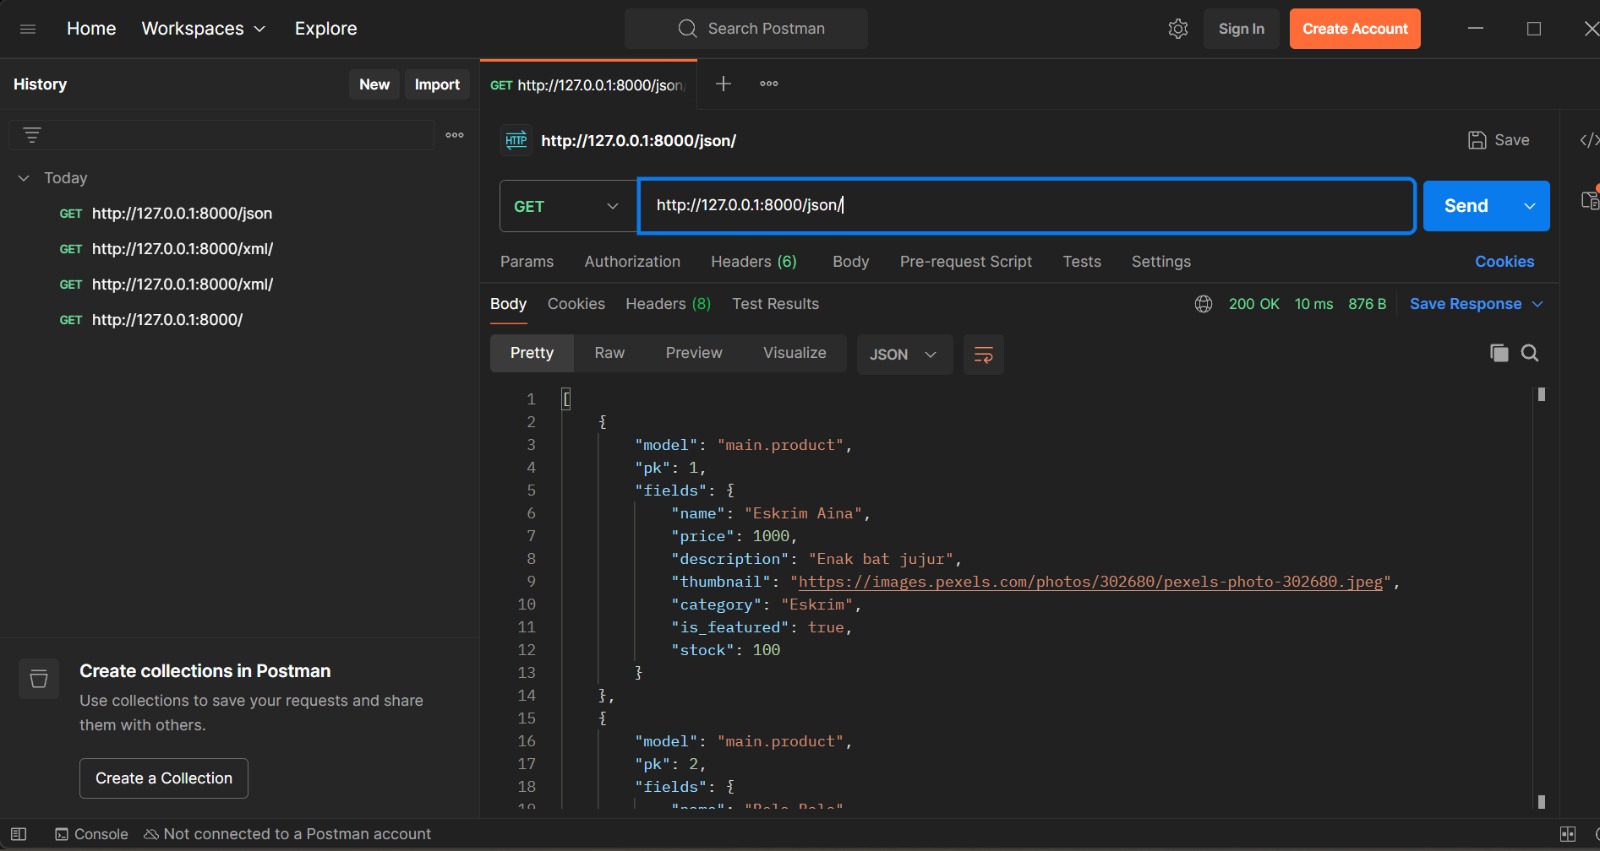 Home Workspaces Explore Search Postman Sign In Create Account
History New Import
GET http://127.0.0.1:8000/json
HTTP http://127.0.0.1:8000/json/ Save
Today
GET http://127.0.0.1:8000/json
GET http://127.0.0.1:8000/xml/
GET http://127.0.0.1:8000/xml/
GET http://127.0.0.1:8000/
GET http://127.0.0.1:8000/json/ Send
Params Authorization Headers (6) Body Pre-request Script Tests Settings Cookies
Body Cookies Headers (8) Test Results 200 OK 10 ms 876 B Save Response
Pretty Raw Preview Visualize JSON
1 [
2 {
3 "model": "main.product",
4 "pk": 1,
5 "fields": {
6 "name": "Eskrim Aina",
7 "price": 1000,
8 "description": "Enak bat jujur",
9 "thumbnail": "https://images.pexels.com/photos/302680/pexels-photo-302680.jpeg",
10 "category": "Eskrim",
11 "is_featured": true,
12 "stock": 100
13 }
14 },
15 {
16 "model": "main.product",
17 "pk": 2,
18 "fields": {
19 "name":
Create collections in Postman
Use collections to save your requests and share
them with others.
Create a Collection
Console Not connected to a Postman account